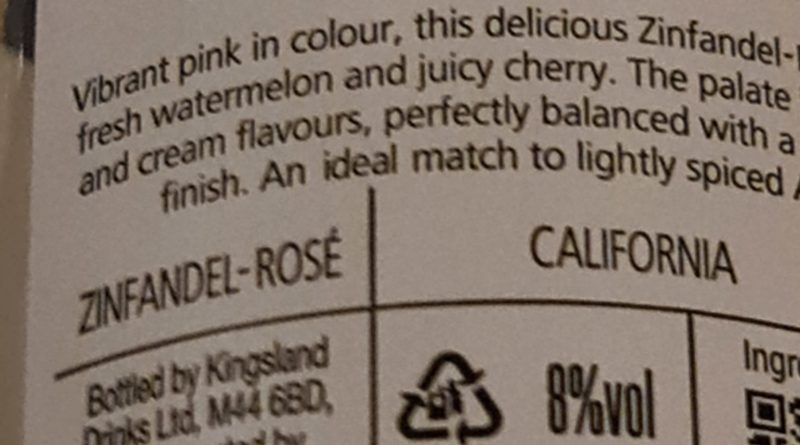 Vibrant pink in colour, this delicious Zinfandel-
fresh watermelon and juicy cherry. The palate
and cream flavours, perfectly balanced with a
finish. An ideal match to lightly spiced
ZINFANDEL-ROSÉ
CALIFORNIA
Bottled by Kingsland
Drinks Ltd, M44 6BD,
by
8%vol
Ingr